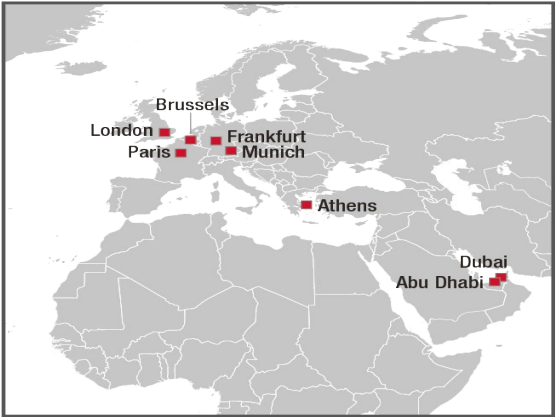 Brussels
London
Frankfurt
Paris
Munich
Athens
Dubai
Abu Dhabi